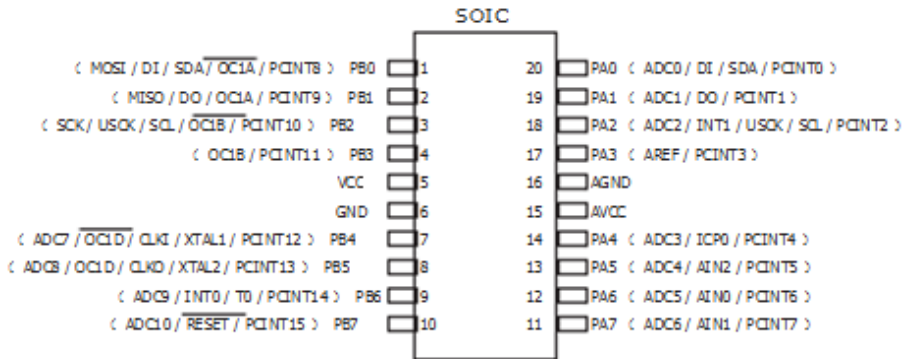 SOIC
( MOSI / DI / SDA / OC1A / PCINT8 ) PB0 1 20 PA0 ( ADC0 / DI / SDA / PCINT0 )
( MISO / DO / OC1A / PCINT9 ) PB1 2 19 PA1 ( ADC1 / DO / PCINT1 )
( SCK / USCK / SCL / OC1B / PCINT10 ) PB2 3 18 PA2 ( ADC2 / INT1 / USCK / SCL / PCINT2 )
( OC1B / PCINT11 ) PB3 4 17 PA3 ( AREF / PCINT3 )
VCC 5 16 AGND
GND 6 15 AVCC
( ADC7 / OC1D / CLKI / XTAL1 / PCINT12 ) PB4 7 14 PA4 ( ADC3 / ICP0 / PCINT4 )
( ADC8 / OC1D / CLKO / XTAL2 / PCINT13 ) PB5 8 13 PA5 ( ADC4 / AIN2 / PCINT5 )
( ADC9 / INT0 / T0 / PCINT14 ) PB6 9 12 PA6 ( ADC5 / AIN0 / PCINT6 )
( ADC10 / RESET / PCINT15 ) PB7 10 11 PA7 ( ADC6 / AIN1 / PCINT7 )